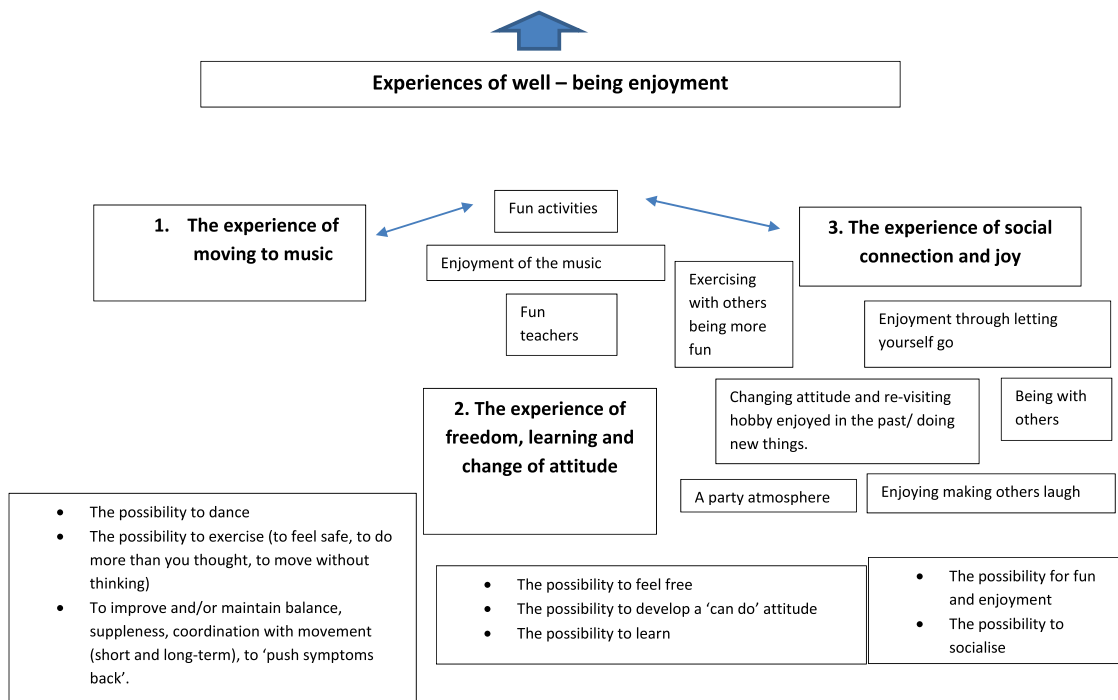 Experiences of well – being enjoyment
Fun activities
1. The experience of
moving to music
3. The experience of social
connection and joy
Enjoyment of the music
Exercising
with others
being more
fun
Fun
teachers
Enjoyment through letting
yourself go
2. The experience of
freedom, learning and
change of attitude
Changing attitude and re-visiting
hobby enjoyed in the past/ doing
new things.
Being with
others
A party atmosphere
Enjoying making others laugh
• The possibility to dance
• The possibility to exercise (to feel safe, to do
more than you thought, to move without
thinking)
• To improve and/or maintain balance,
suppleness, coordination with movement
(short and long-term), to ‘push symptoms
back’.
• The possibility to feel free
• The possibility to develop a ‘can do’ attitude
• The possibility to learn
• The possibility for fun
and enjoyment
• The possibility to
socialise